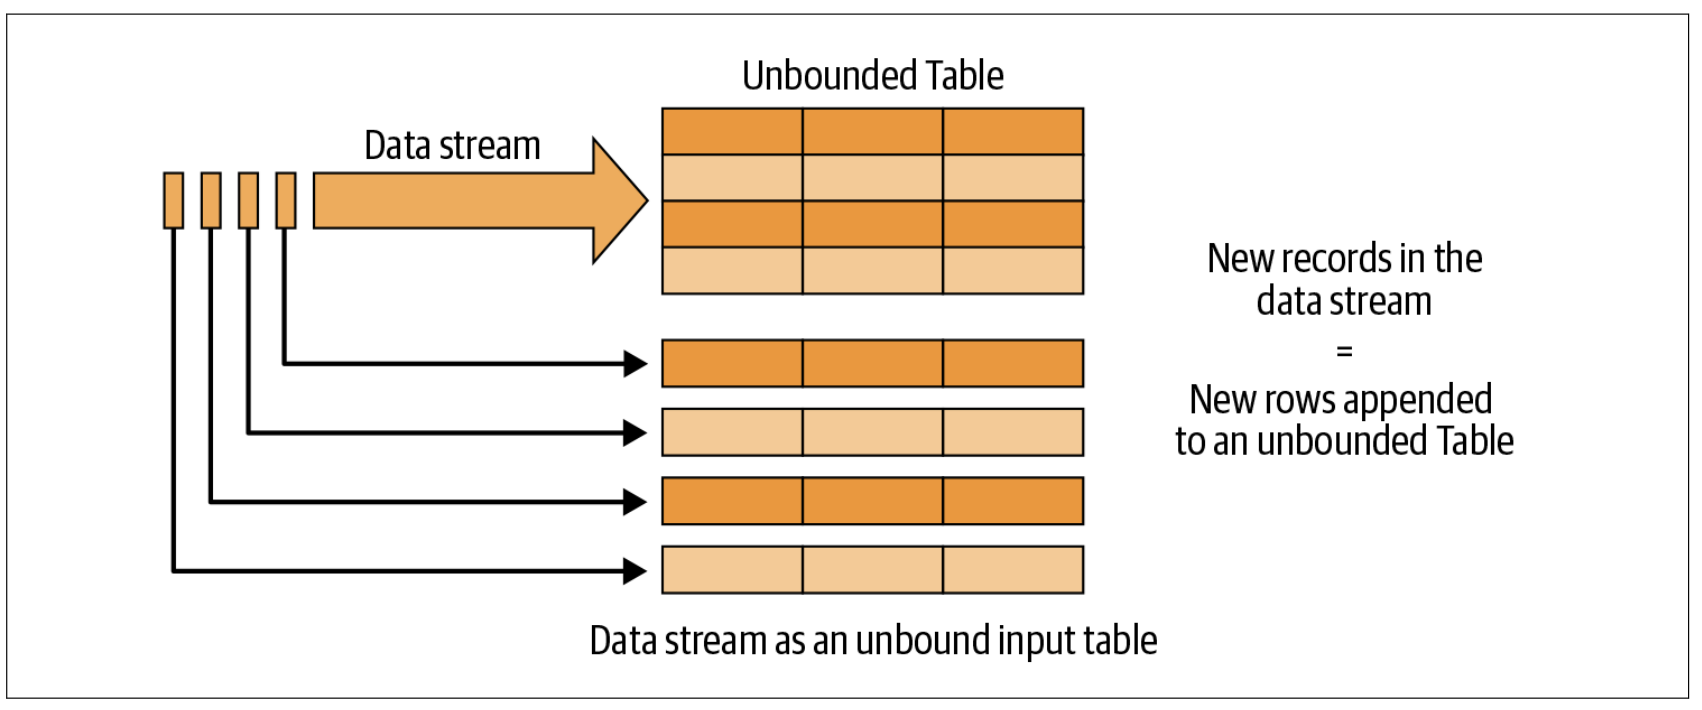 Unbounded Table
Data stream
New records in the
data stream
=
New rows appended
to an unbounded Table
Data stream as an unbound input table